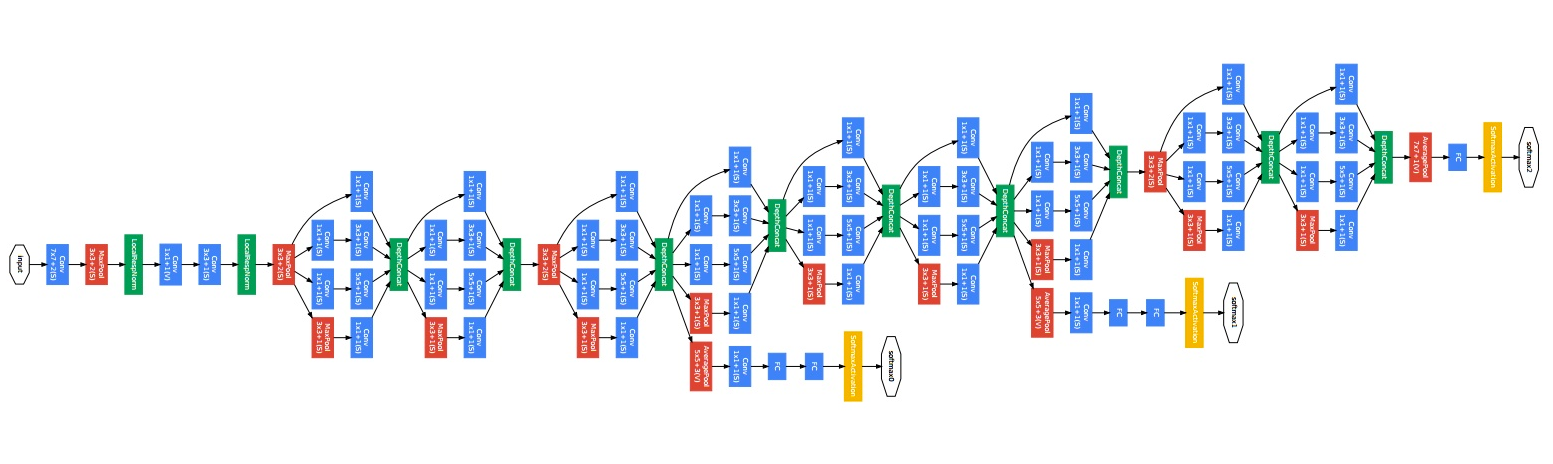 input
Conv
7x7+2(S)
MaxPool
3x3+2(S)
LocalRespNorm
Conv
1x1+1(V)
Conv
3x3+1(S)
LocalRespNorm
MaxPool
3x3+2(S)
Conv
1x1+1(S)
Conv
1x1+1(S)
MaxPool
3x3+1(S)
Conv
1x1+1(S)
Conv
3x3+1(S)
Conv
5x5+1(S)
Conv
1x1+1(S)
DepthConcat
Conv
1x1+1(S)
Conv
1x1+1(S)
MaxPool
3x3+1(S)
Conv
1x1+1(S)
Conv
3x3+1(S)
Conv
5x5+1(S)
Conv
1x1+1(S)
DepthConcat
MaxPool
3x3+2(S)
Conv
1x1+1(S)
Conv
1x1+1(S)
MaxPool
3x3+1(S)
Conv
1x1+1(S)
Conv
3x3+1(S)
Conv
5x5+1(S)
Conv
1x1+1(S)
DepthConcat
Conv
1x1+1(S)
Conv
1x1+1(S)
MaxPool
3x3+1(S)
AveragePool
5x5+3(V)
Conv
1x1+1(S)
Conv
3x3+1(S)
Conv
5x5+1(S)
Conv
1x1+1(S)
Conv
1x1+1(S)
DepthConcat
FC
FC
SoftmaxActivation
softmax0
Conv
1x1+1(S)
Conv
1x1+1(S)
MaxPool
3x3+1(S)
Conv
1x1+1(S)
Conv
3x3+1(S)
Conv
5x5+1(S)
Conv
1x1+1(S)
DepthConcat
Conv
1x1+1(S)
Conv
1x1+1(S)
MaxPool
3x3+1(S)
Conv
1x1+1(S)
Conv
3x3+1(S)
Conv
5x5+1(S)
Conv
1x1+1(S)
DepthConcat
Conv
1x1+1(S)
Conv
1x1+1(S)
MaxPool
3x3+1(S)
AveragePool
5x5+3(V)
Conv
1x1+1(S)
Conv
3x3+1(S)
Conv
5x5+1(S)
Conv
1x1+1(S)
Conv
1x1+1(S)
DepthConcat
FC
FC
SoftmaxActivation
softmax1
MaxPool
3x3+2(S)
Conv
1x1+1(S)
Conv
1x1+1(S)
MaxPool
3x3+1(S)
Conv
1x1+1(S)
Conv
3x3+1(S)
Conv
5x5+1(S)
Conv
1x1+1(S)
DepthConcat
Conv
1x1+1(S)
Conv
1x1+1(S)
MaxPool
3x3+1(S)
Conv
1x1+1(S)
Conv
3x3+1(S)
Conv
5x5+1(S)
Conv
1x1+1(S)
DepthConcat
AveragePool
7x7+1(V)
FC
SoftmaxActivation
softmax2